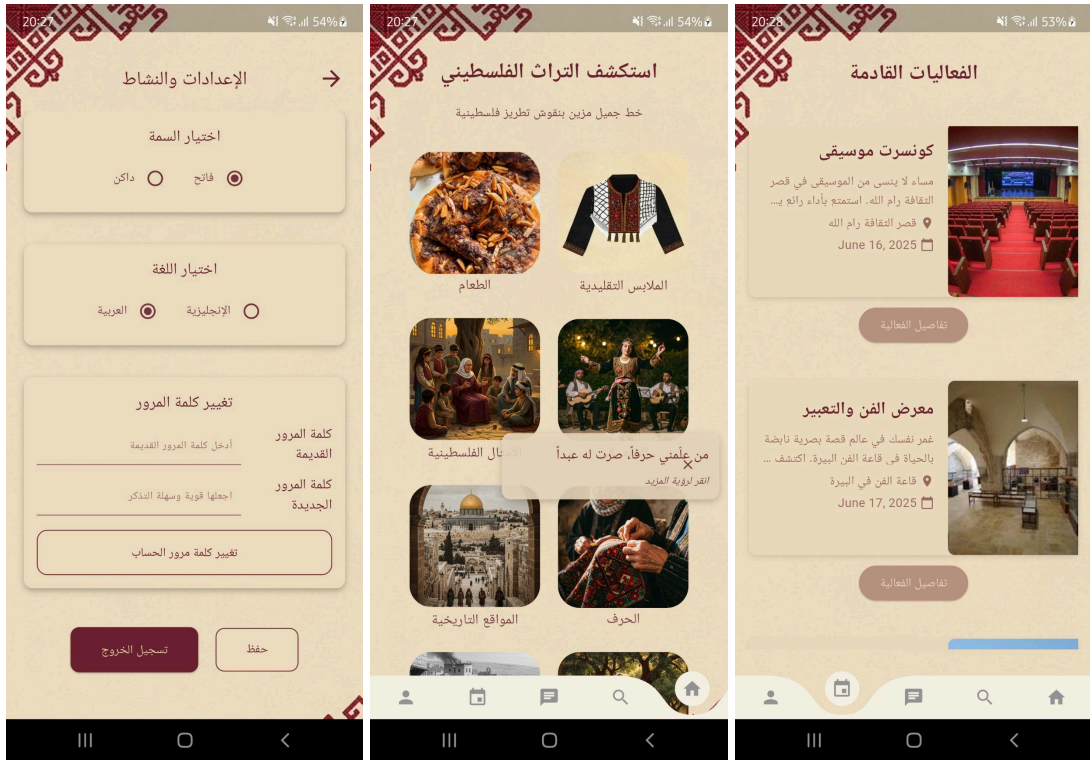 20:27
54%
الإعدادات والنشاط
اختيار السمة
فاتح
داكن
اختيار اللغة
الإنجليزية
العربية
تغيير كلمة المرور
كلمة المرور القديمة
أدخل كلمة المرور القديمة
كلمة المرور الجديدة
اجعلها قوية وسهلة التذكر
تغيير كلمة مرور الحساب
حفظ
تسجيل الخروج
20:27
54%
استكشف التراث الفلسطيني
خط جميل مزين بنقوش تطريز فلسطينية
الملابس التقليدية
الطعام
الفلسطينية
من علّمني حرفاً، صرت له عبداً
انقر لرؤية المزيد
الحرف
المواقع التاريخية
20:28
53%
الفعاليات القادمة
كونسرت موسيقى
مساء لا ينسى من الموسيقى في قصر
الثقافة رام الله. استمتع بأداء رائع يـ...
قصر الثقافة رام الله
June 16, 2025
تفاصيل الفعالية
معرض الفن والتعبير
غمر نفسك في عالم قصة بصرية نابضة
بالحياة في قاعة الفن البيرة. اكتشف ...
قاعة الفن في البيرة
June 17, 2025
تفاصيل الفعالية